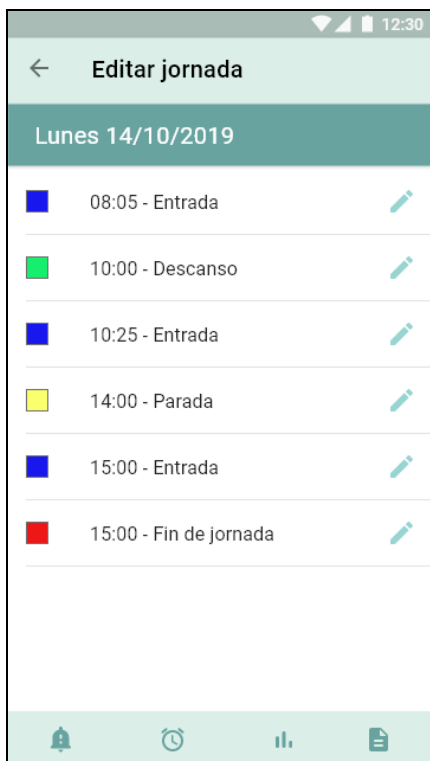 12:30
Editar jornada
Lunes 14/10/2019
08:05 - Entrada
10:00 - Descanso
10:25 - Entrada
14:00 - Parada
15:00 - Entrada
15:00 - Fin de jornada